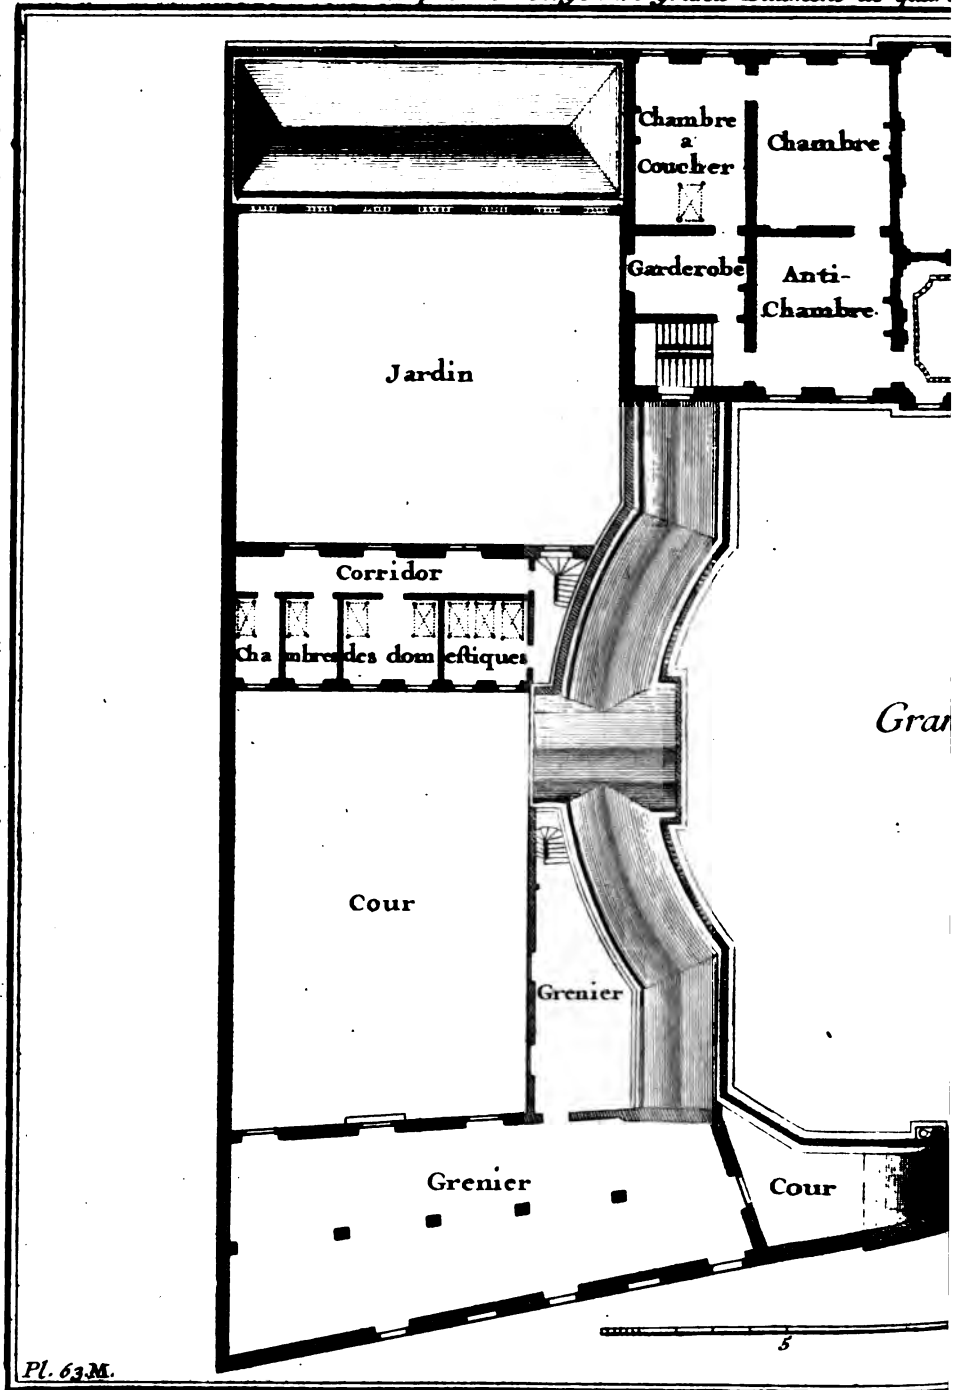 Chambre
a
Coucher
Chambre
Garderobe
Anti-
Chambre.
Jardin
Corridor
Chambres des domestiques
Gran
Cour
Grenier
Grenier
Cour
5
Pl. 63.M.